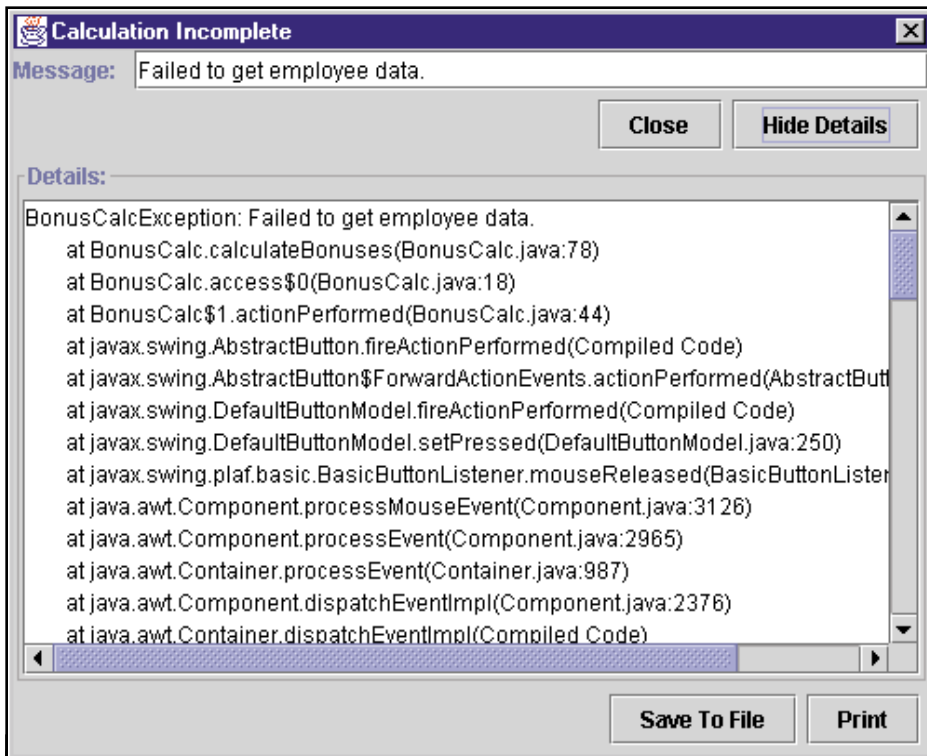 Calculation Incomplete
Message: Failed to get employee data.
Close Hide Details
Details:
BonusCalcException: Failed to get employee data.
at BonusCalc.calculateBonuses(BonusCalc.java:78)
at BonusCalc.access$0(BonusCalc.java:18)
at BonusCalc$1.actionPerformed(BonusCalc.java:44)
at javax.swing.AbstractButton.fireActionPerformed(Compiled Code)
at javax.swing.AbstractButton$ForwardActionEvents.actionPerformed(AbstractButt
at javax.swing.DefaultButtonModel.fireActionPerformed(Compiled Code)
at javax.swing.DefaultButtonModel.setPressed(DefaultButtonModel.java:250)
at javax.swing.plaf.basic.BasicButtonListener.mouseReleased(BasicButtonLister
at java.awt.Component.processMouseEvent(Component.java:3126)
at java.awt.Component.processEvent(Component.java:2965)
at java.awt.Container.processEvent(Container.java:987)
at java.awt.Component.dispatchEventImpl(Component.java:2376)
at java.awt.Container.dispatchEventImpl(Compiled Code)
Save To File Print